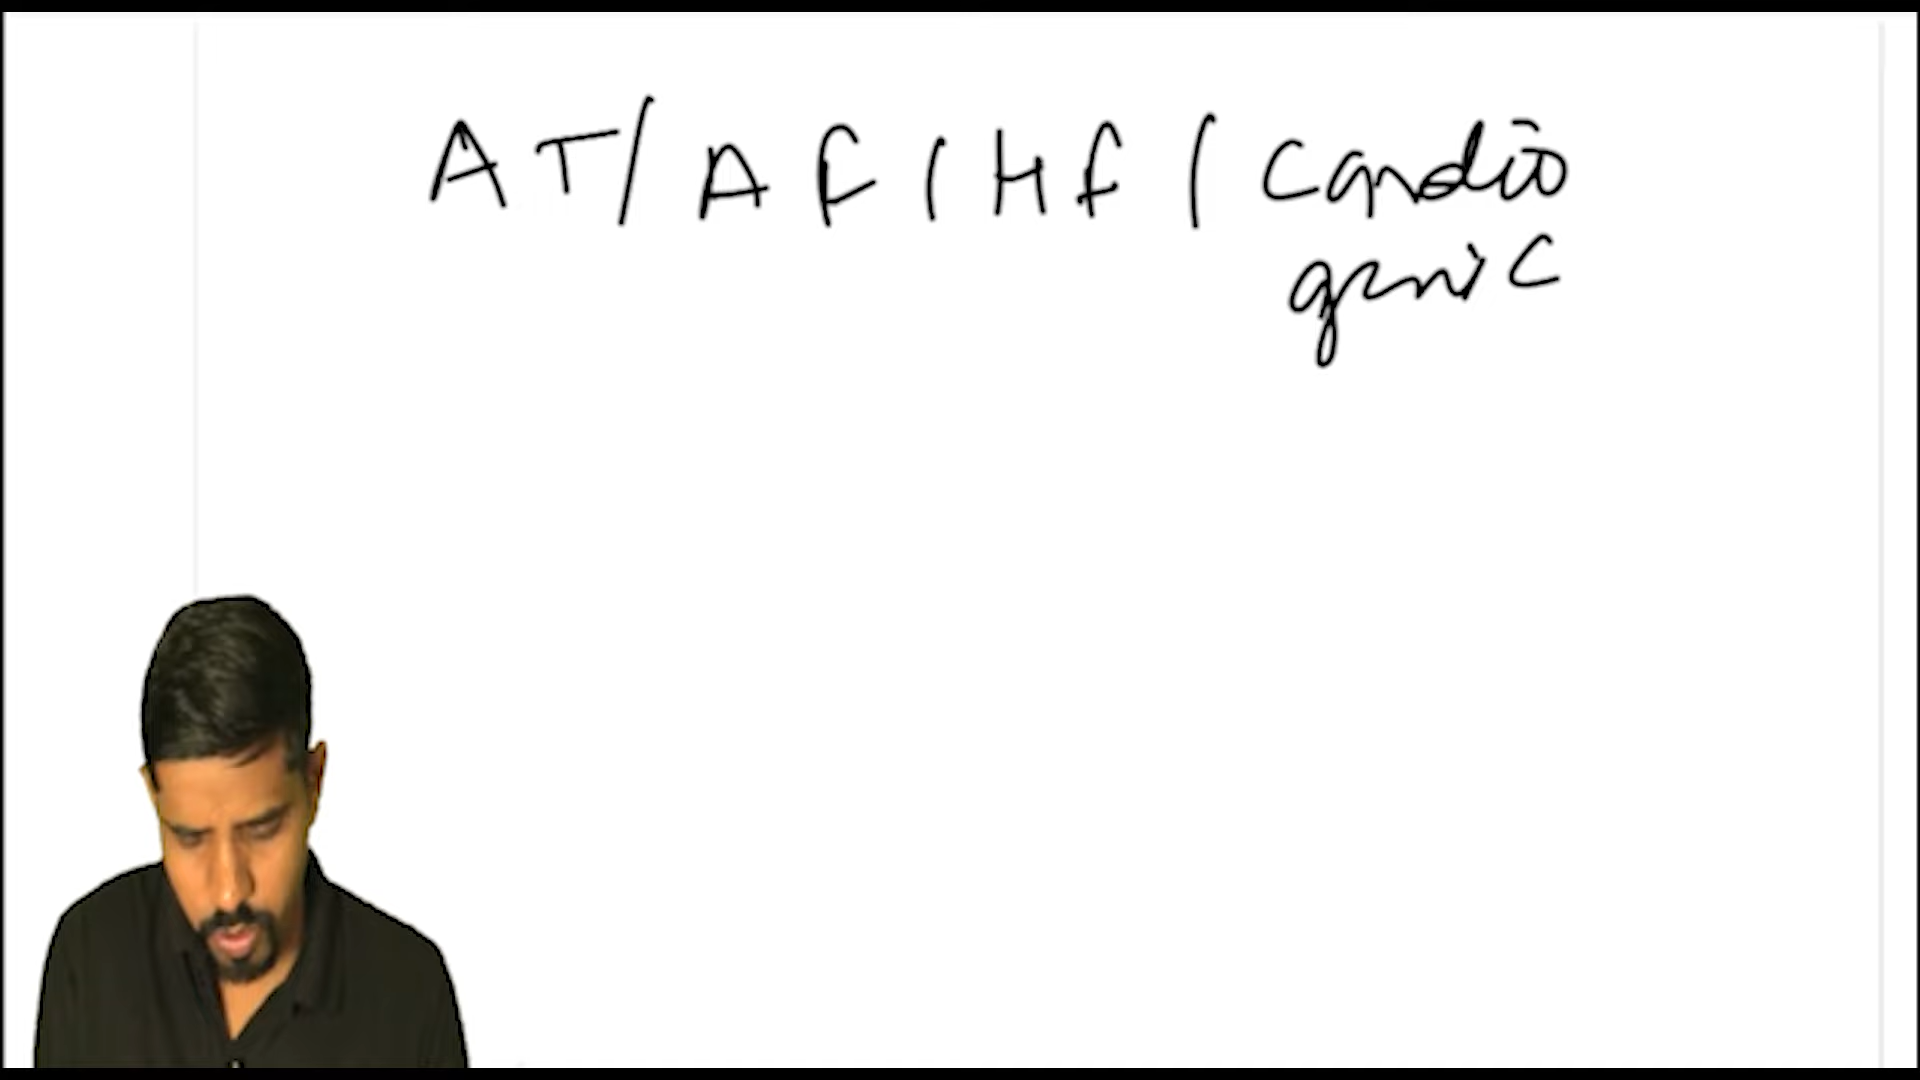 AT/ AF / HF / Cardio
genic